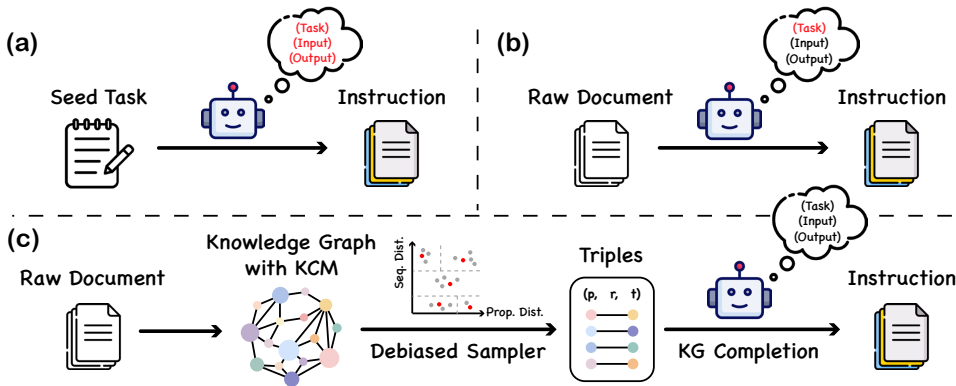 (a)
(Task)
(Input)
(Output)
Seed Task
Instruction
(b)
(Task)
(Input)
(Output)
Raw Document
Instruction
(c)
Raw Document
Knowledge Graph
with KCM
Seq. Dist.
Prop. Dist.
Debiased Sampler
Triples
(p, r, t)
(Task)
(Input)
(Output)
KG Completion
Instruction